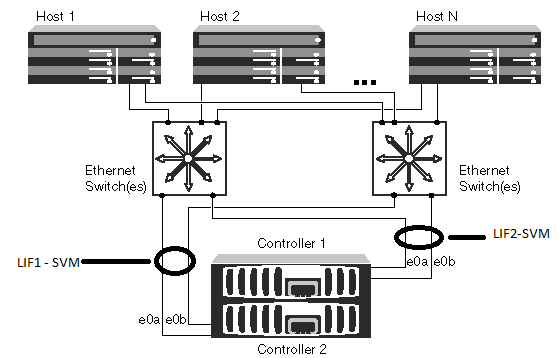 Host 1
Host 2
Host N
Ethernet
Switch(es)
Ethernet
Switch(es)
LIF1 - SVM
LIF2-SVM
Controller 1
e0a e0b
e0a e0b
Controller 2